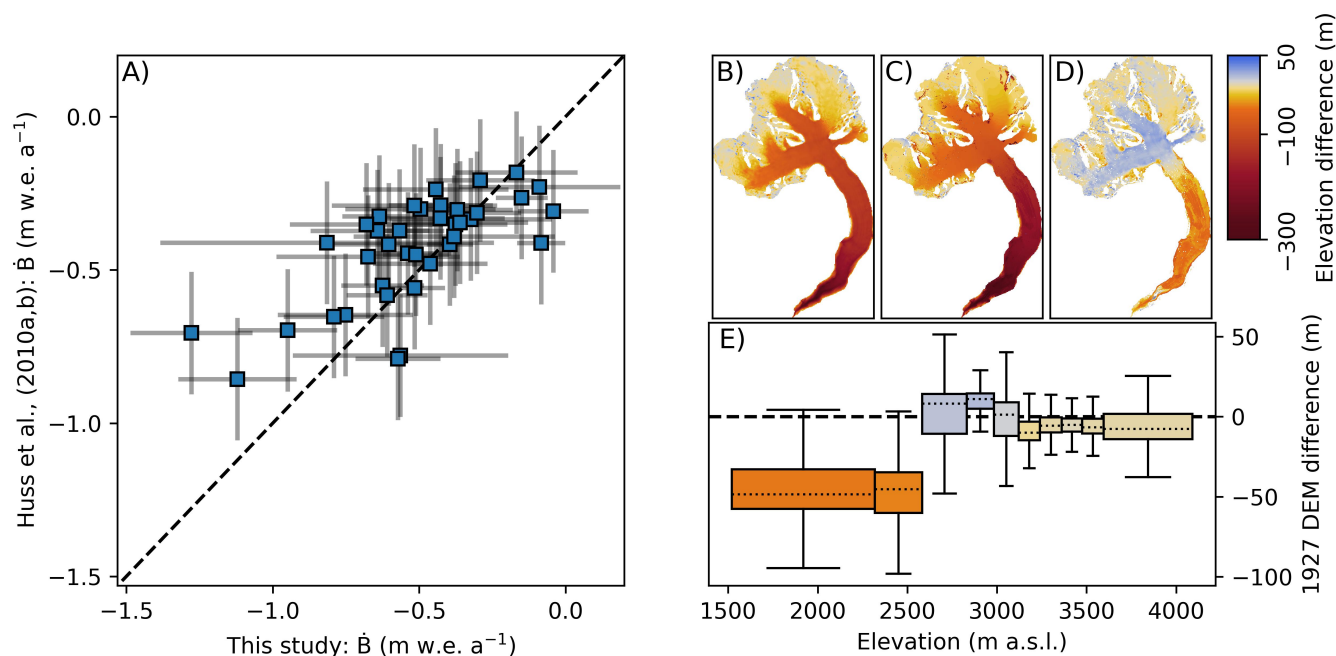 A)
Huss et al., (2010a,b): Ḃ (m w.e. a⁻¹)
0.0
−0.5
−1.0
−1.5
−1.5 −1.0 −0.5 0.0
This study: Ḃ (m w.e. a⁻¹)
B) C) D)
50
−100
−300
Elevation difference (m)
E)
50
0
−50
−100
1927 DEM difference (m)
1500 2000 2500 3000 3500 4000
Elevation (m a.s.l.)